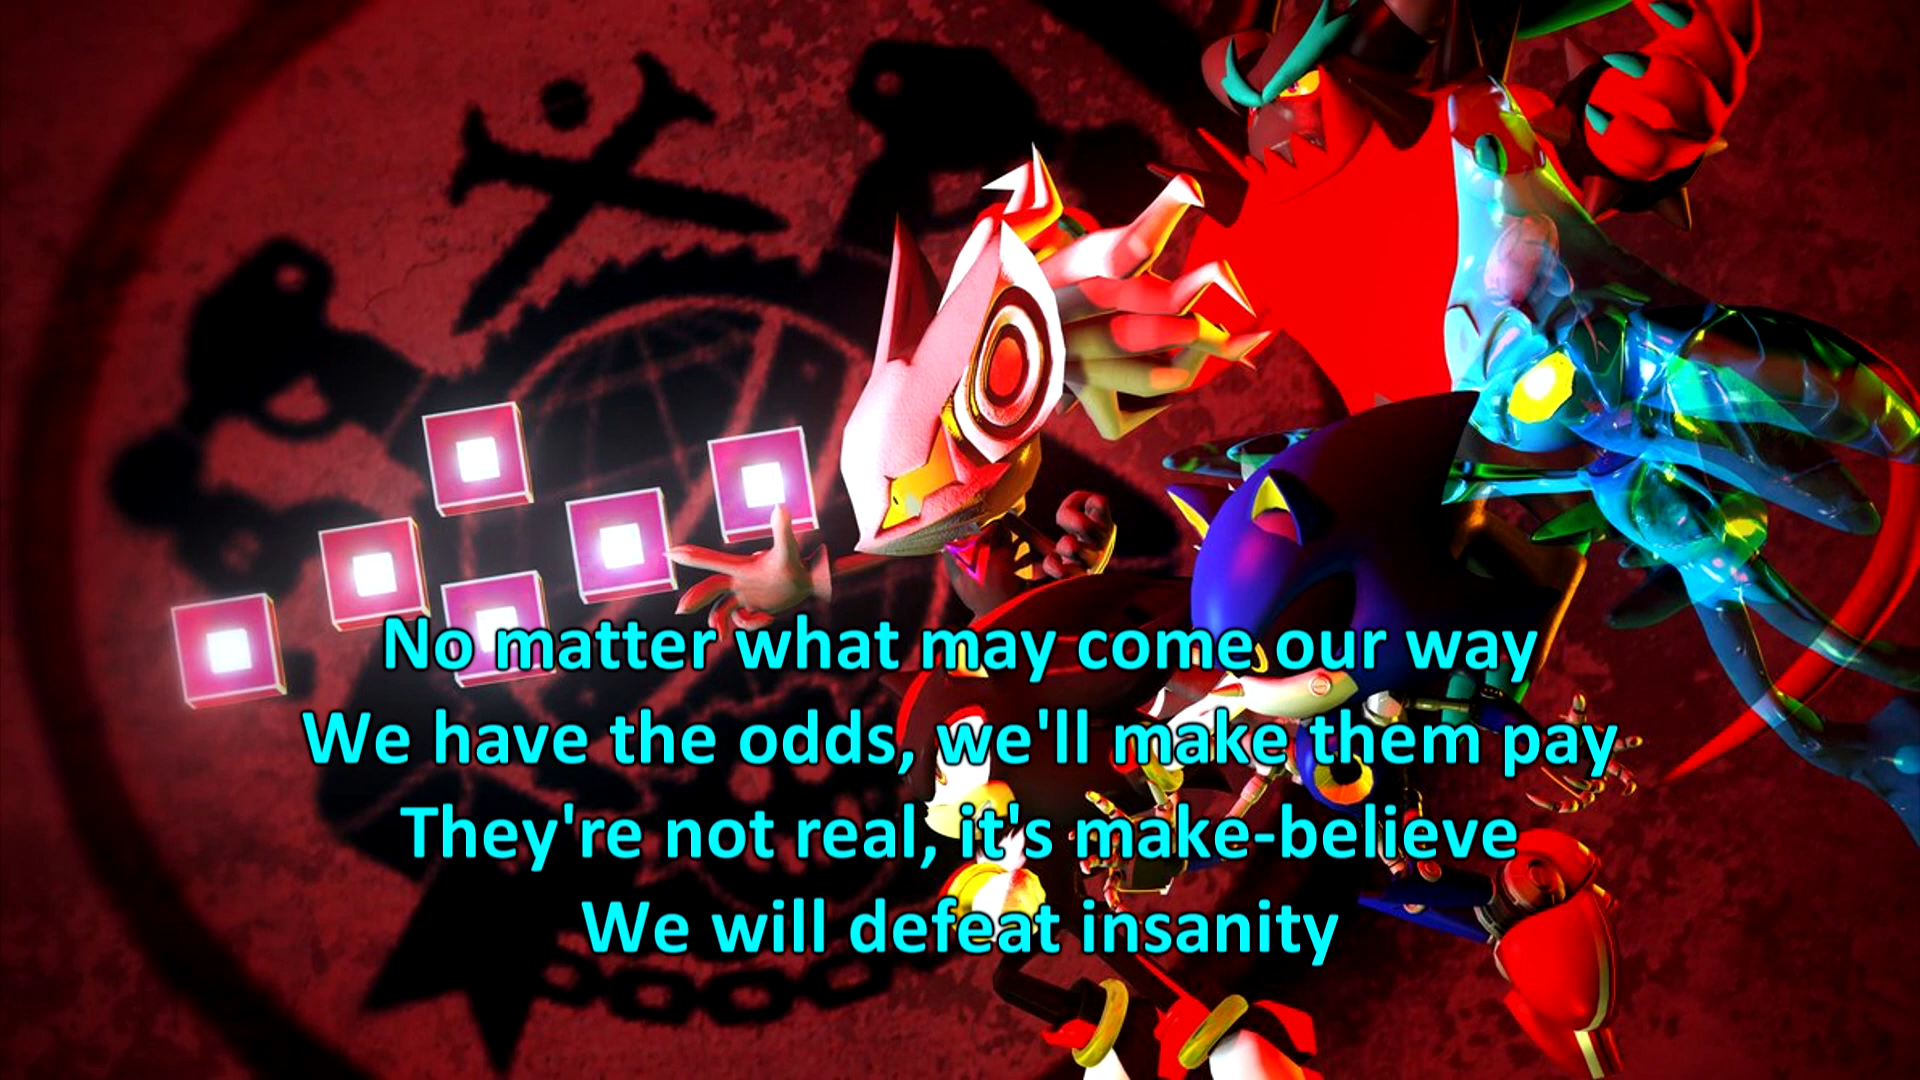 No matter what may come our way
We have the odds, we'll make them pay
They're not real, it's make-believe
We will defeat insanity